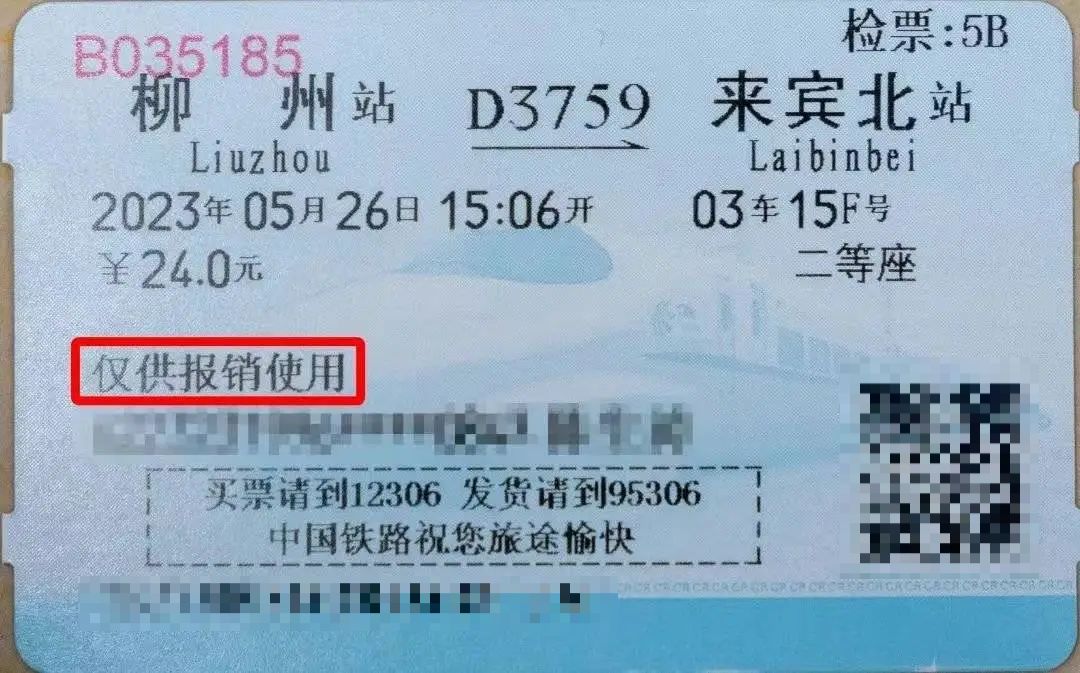 检票:5B
B035185
柳州站 D3759 来宾北站
Liuzhou Laibinbei
2023年05月26日 15:06开 03车15F号
¥24.0元 二等座
仅供报销使用
买票请到12306 发货请到95306
中国铁路祝您旅途愉快